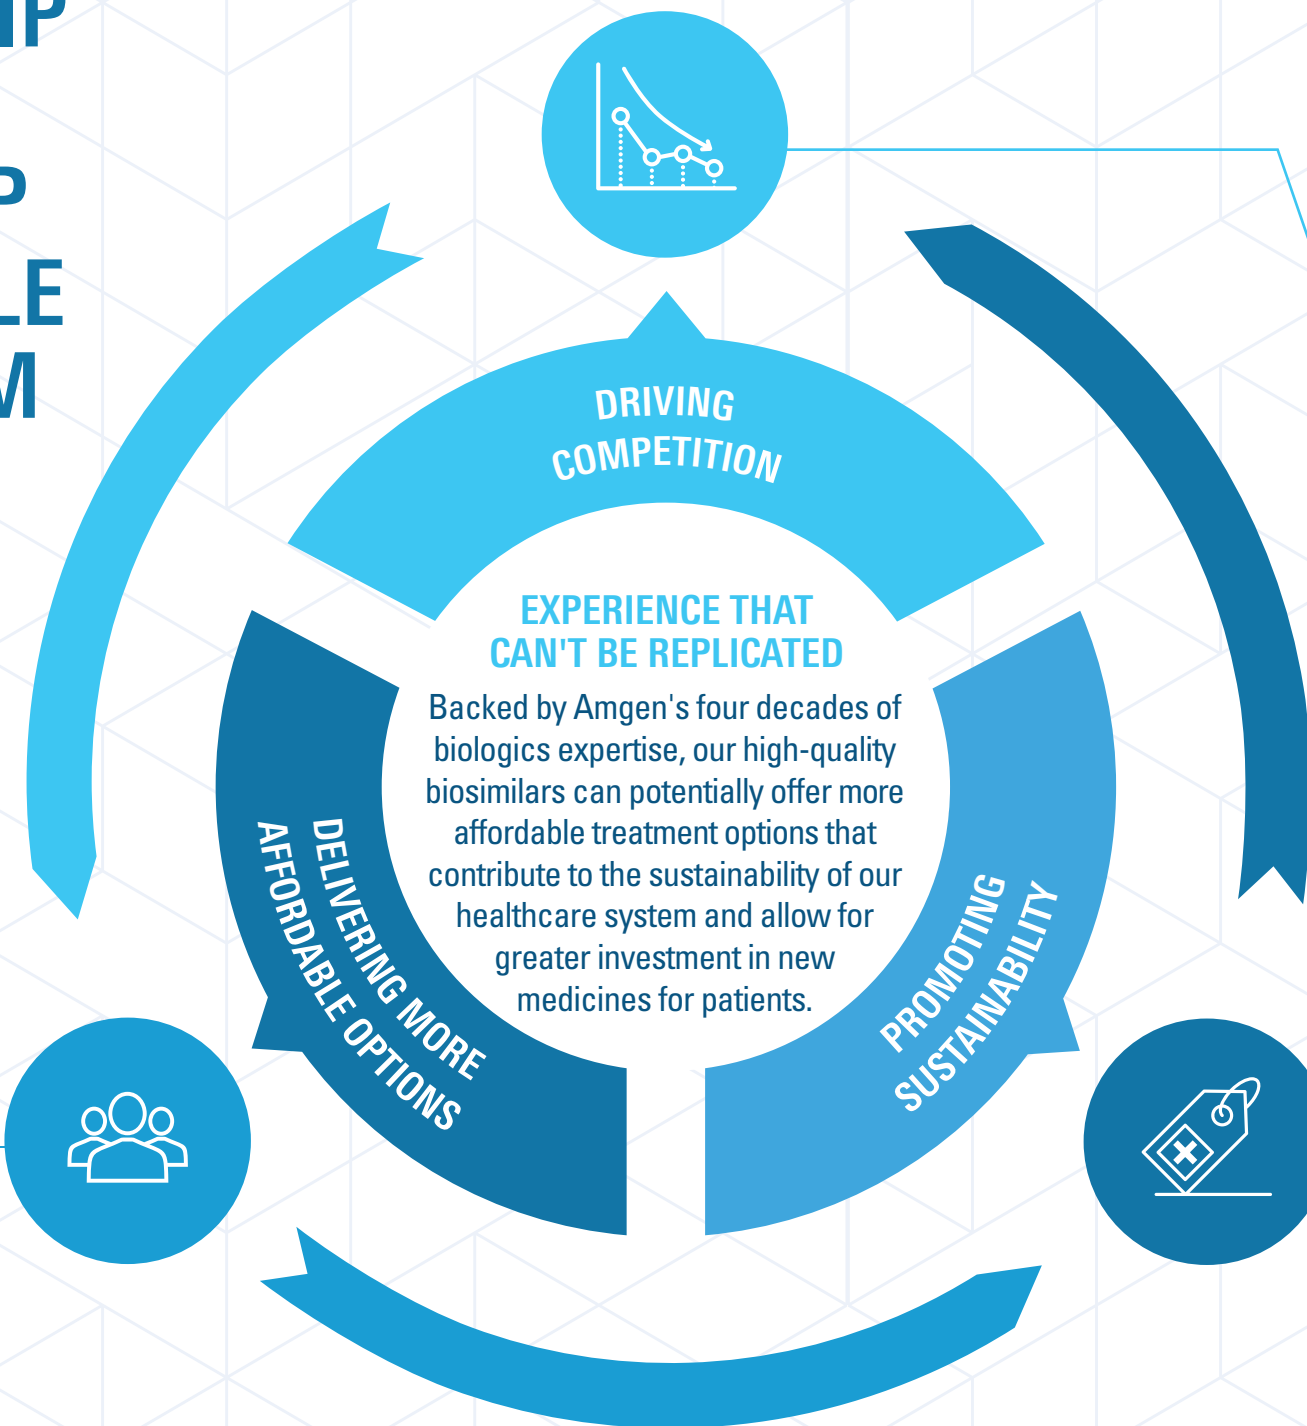 DRIVING
COMPETITION
EXPERIENCE THAT
CAN'T BE REPLICATED
Backed by Amgen's four decades of
biologics expertise, our high-quality
biosimilars can potentially offer more
affordable treatment options that
contribute to the sustainability of our
healthcare system and allow for
greater investment in new
medicines for patients.
DELIVERING MORE
AFFORDABLE OPTIONS
PROMOTING
SUSTAINABILITY